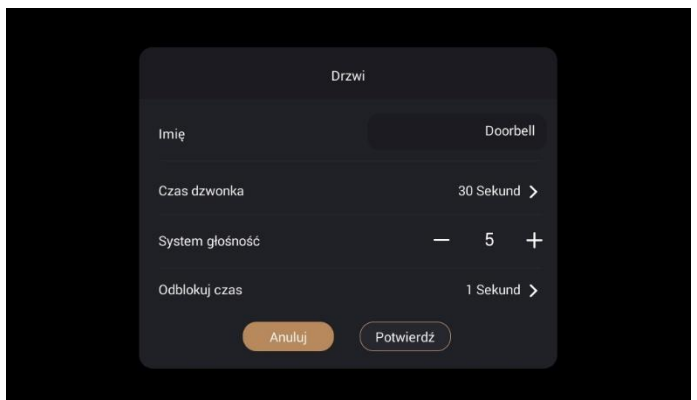 Drzwi
Imię Doorbell
Czas dzwonka 30 Sekund
System głośność 5
Odblokuj czas 1 Sekund
Anuluj Potwierdź